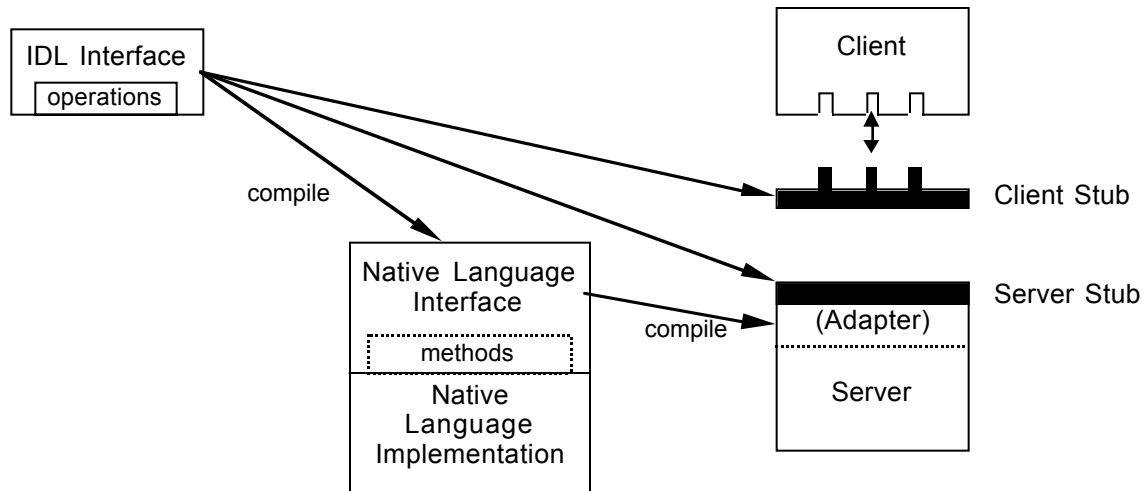 IDL Interface
operations
Client
compile
Client Stub
Native Language
Interface
methods
Native
Language
Implementation
compile
Server Stub
(Adapter)
Server